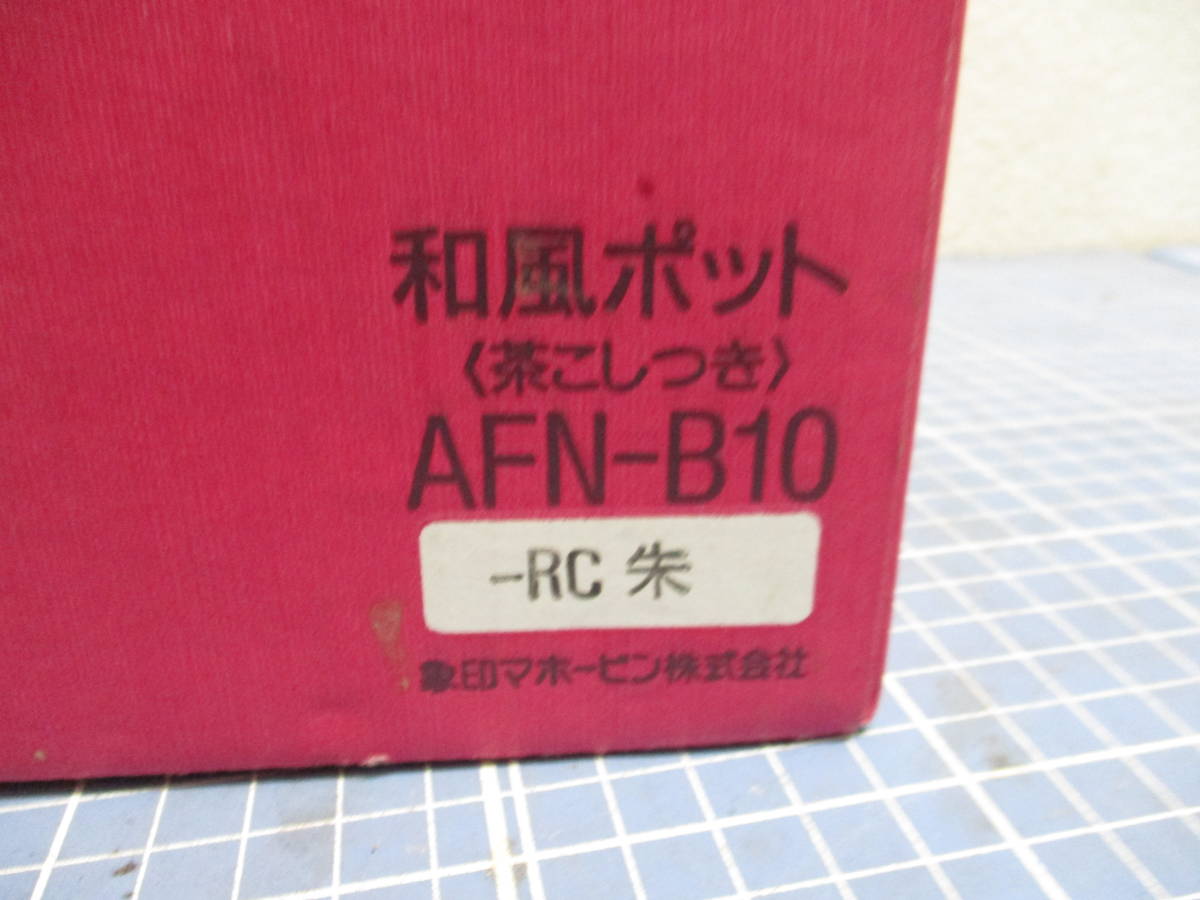 和風ポット
〈茶こしつき〉
AFN-B10
-RC 朱
象印マホービン株式会社